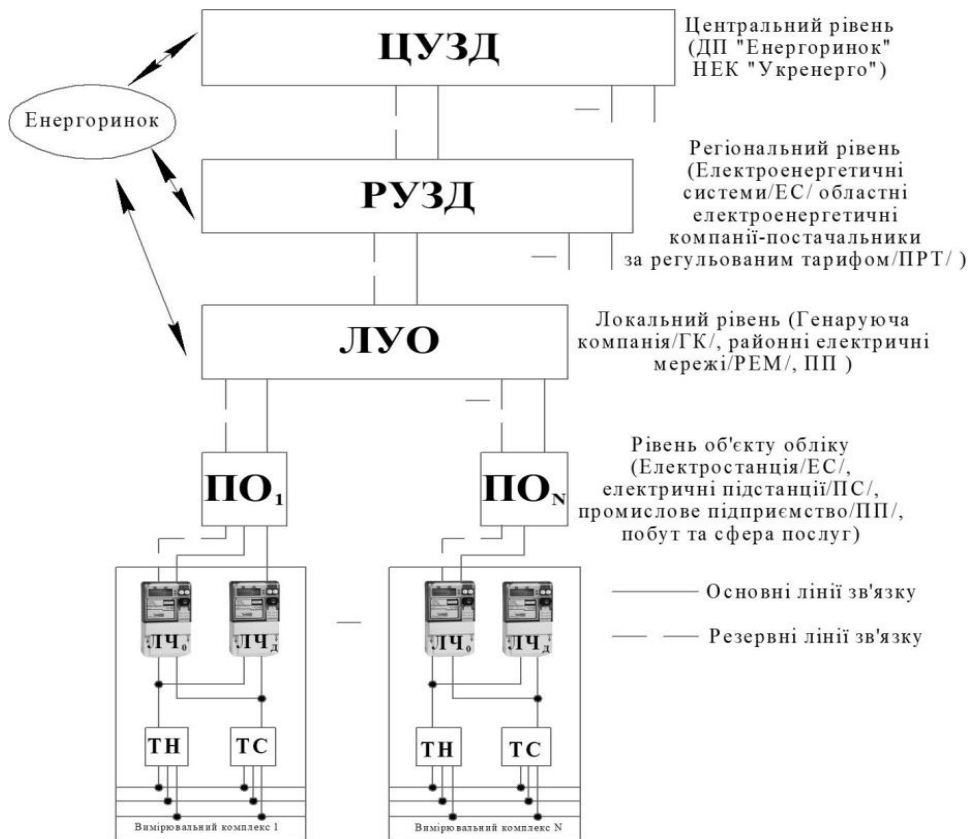 ЦУЗД
Центральний рівень
(ДП "Енергоринок"
НЕК "Укренерго")
Енергоринок
РУЗД
Регіональний рівень
(Електроенергетичні
системи/ЕС/ областні
електроенергетичні
компанії-постачальники
за регульованим тарифом/ПРТ/ )
ЛУО
Локальний рівень (Генаруюча
компанія/ГК/, районні електричні
мережі/РЕМ/, ПП )
ПО1
ПОN
Рівень об'єкту обліку
(Електростанція/ЕС/,
електричні підстанції/ПС/,
промислове підприємство/ПП/,
побут та сфера послуг)
ЛЧ0
ЛЧД
ЛЧ0
ЛЧД
Основні лінії зв'язку
Резервні лінії зв'язку
ТН
ТС
ТН
ТС
Вимірювальний комплекс 1
Вимірювальний комплекс N